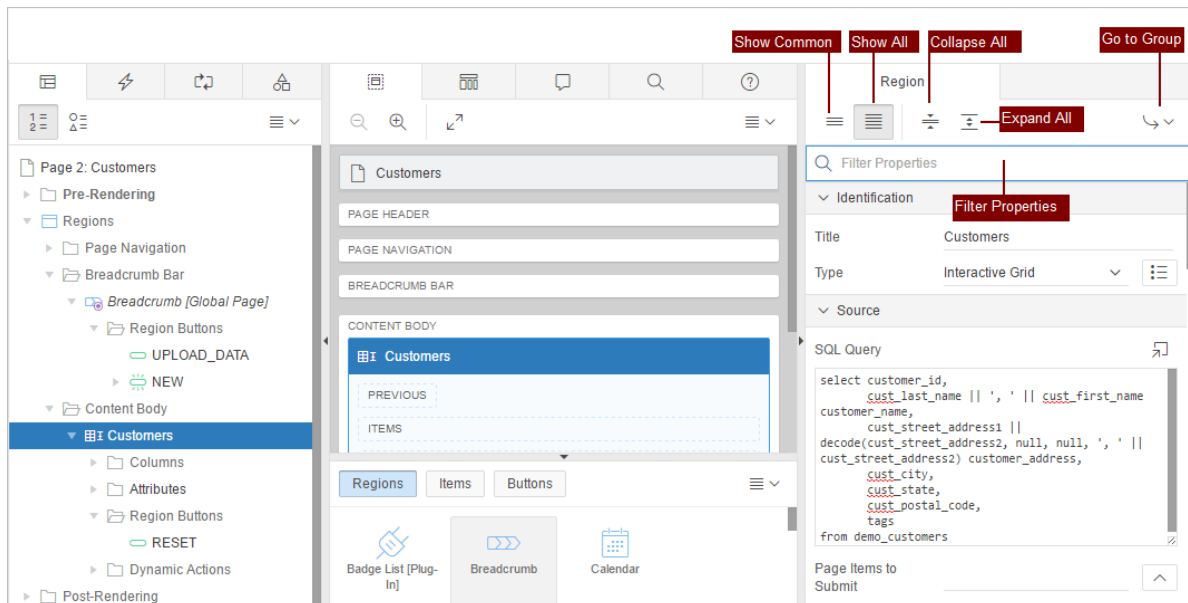 Show Common
Show All
Collapse All
Go to Group
Region
Expand All
Filter Properties
Filter Properties
Page 2: Customers
Pre-Rendering
Regions
Page Navigation
Breadcrumb Bar
Breadcrumb [Global Page]
Region Buttons
UPLOAD_DATA
NEW
Content Body
Customers
Columns
Attributes
Region Buttons
RESET
Dynamic Actions
Post-Rendering
Customers
PAGE HEADER
PAGE NAVIGATION
BREADCRUMB BAR
CONTENT BODY
Customers
PREVIOUS
ITEMS
Regions
Items
Buttons
Badge List [Plug-
In]
Breadcrumb
Calendar
Identification
Title
Customers
Type
Interactive Grid
Source
SQL Query
select customer_id,
cust_last_name || ', ' || cust_first_name
customer_name,
cust_street_address1 ||
decode(cust_street_address2, null, null, ', ' ||
cust_street_address2) customer_address,
cust_city,
cust_state,
cust_postal_code,
tags
from demo_customers
Page Items to
Submit